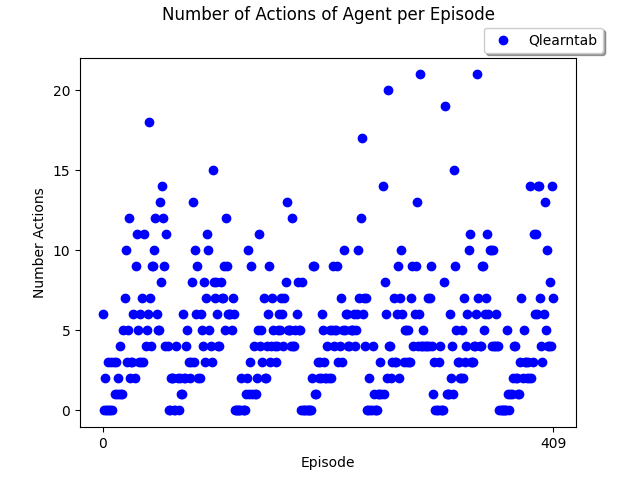 Number of Actions of Agent per Episode
Qlearntab
20
15
10
5
0
Number Actions
0 409
Episode